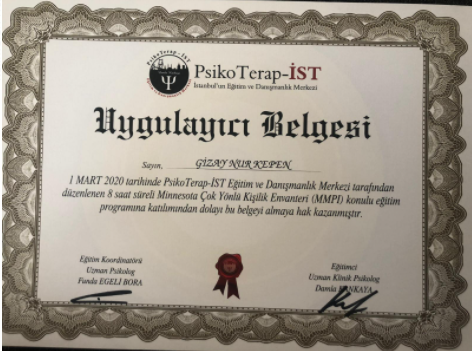 PsikoTerap-İST
PsikoTerap-İST
İstanbul'un Eğitim ve Danışmanlık Merkezi
Uygulayıcı Belgesi
Sayın, GİZAY NUR KEPEN
1 MART 2020 tarihinde PsikoTerap-İST Eğitim ve Danışmanlık Merkezi tarafından
düzenlenen 8 saat süreli Minnesota Çok Yönlü Kişilik Envanteri (MMPI) konulu eğitim
programına katılımından dolayı bu belgeyi almaya hak kazanmıştır.
Eğitim Koordinatörü
Uzman Psikolog
Funda EGELİ BORA
Eğitimci
Uzman Klinik Psikolog
Damla